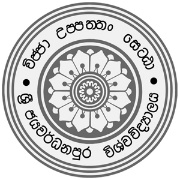 විජ්ජා උප්පතතං සෙට්ඨා
ශ්‍රී ජයවර්ධනපුර විශ්වවිද්‍යාලය